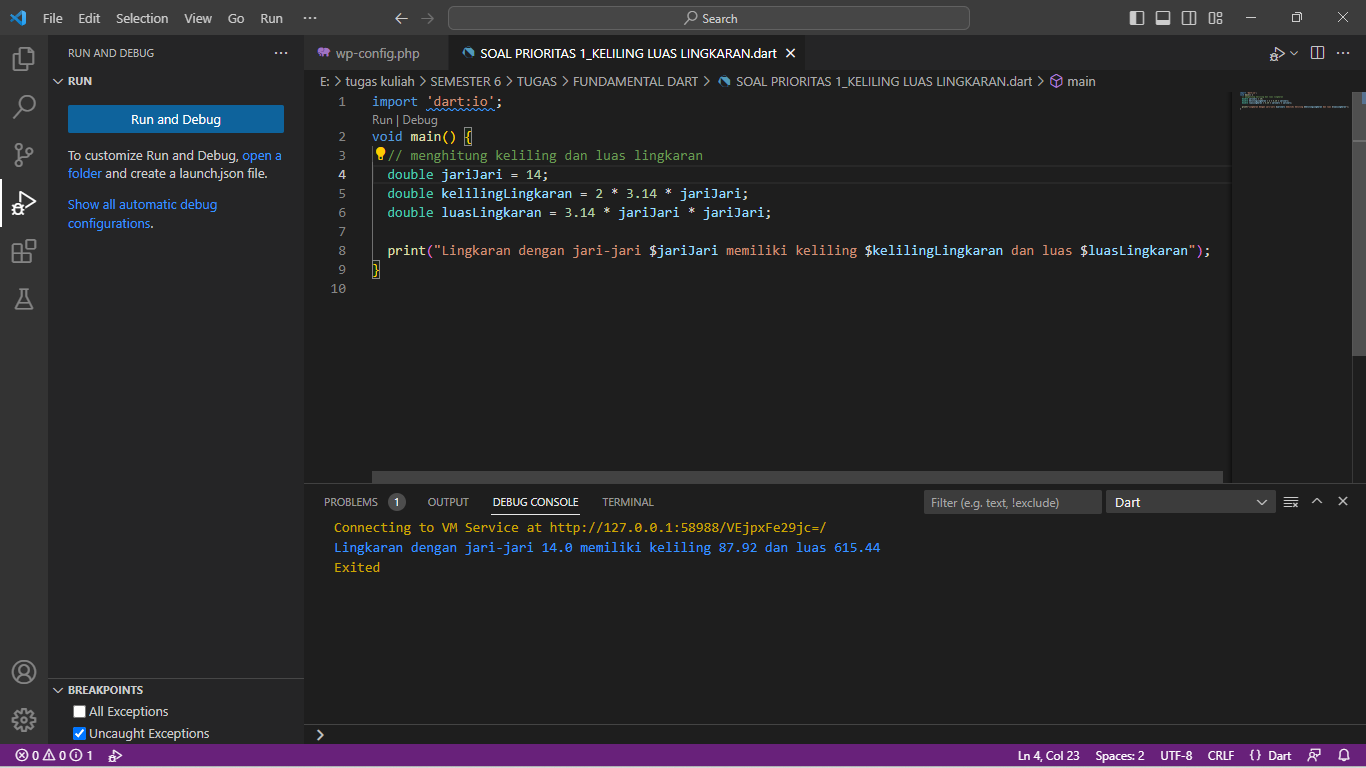 File Edit Selection View Go Run ··· Search
RUN AND DEBUG ···
RUN
Run and Debug
To customize Run and Debug, open a
folder and create a launch.json file.
Show all automatic debug
configurations.
wp-config.php SOAL PRIORITAS 1_KELILING LUAS LINGKARAN.dart
E: > tugas kuliah > SEMESTER 6 > TUGAS > FUNDAMENTAL DART > SOAL PRIORITAS 1_KELILING LUAS LINGKARAN.dart > main
1 import 'dart:io';
Run | Debug
2 void main() {
3 // menghitung keliling dan luas lingkaran
4 double jariJari = 14;
5 double kelilingLingkaran = 2 * 3.14 * jariJari;
6 double luasLingkaran = 3.14 * jariJari * jariJari;
7
8 print("Lingkaran dengan jari-jari $jariJari memiliki keliling $kelilingLingkaran dan luas $luasLingkaran");
9 }
10
PROBLEMS 1 OUTPUT DEBUG CONSOLE TERMINAL Filter (e.g. text, !exclude) Dart
Connecting to VM Service at http://127.0.0.1:58988/VEjpxFe29jc=/
Lingkaran dengan jari-jari 14.0 memiliki keliling 87.92 dan luas 615.44
Exited
BREAKPOINTS
All Exceptions
Uncaught Exceptions
>
0 0 1 Ln 4, Col 23 Spaces: 2 UTF-8 CRLF {} Dart